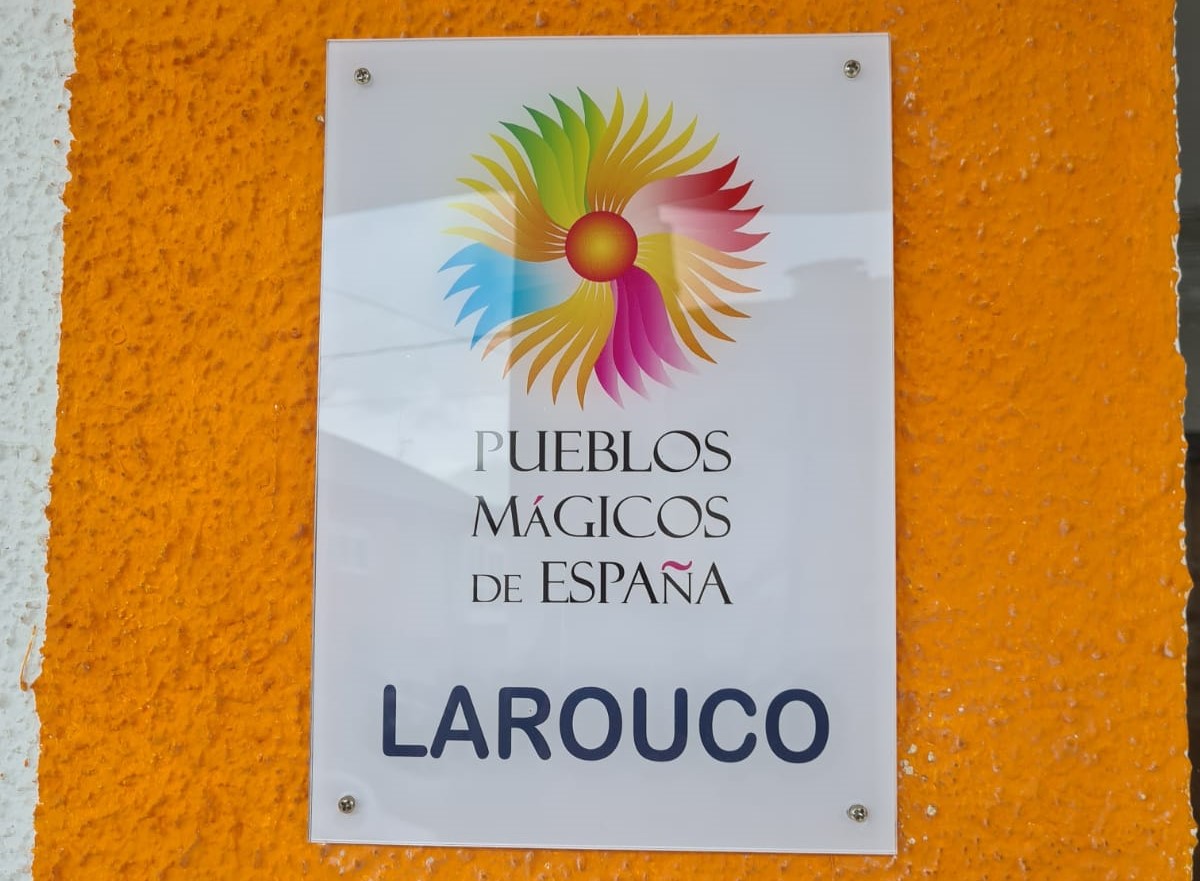 PUEBLOS
MÁGICOS
DE ESPAÑA
LAROUCO